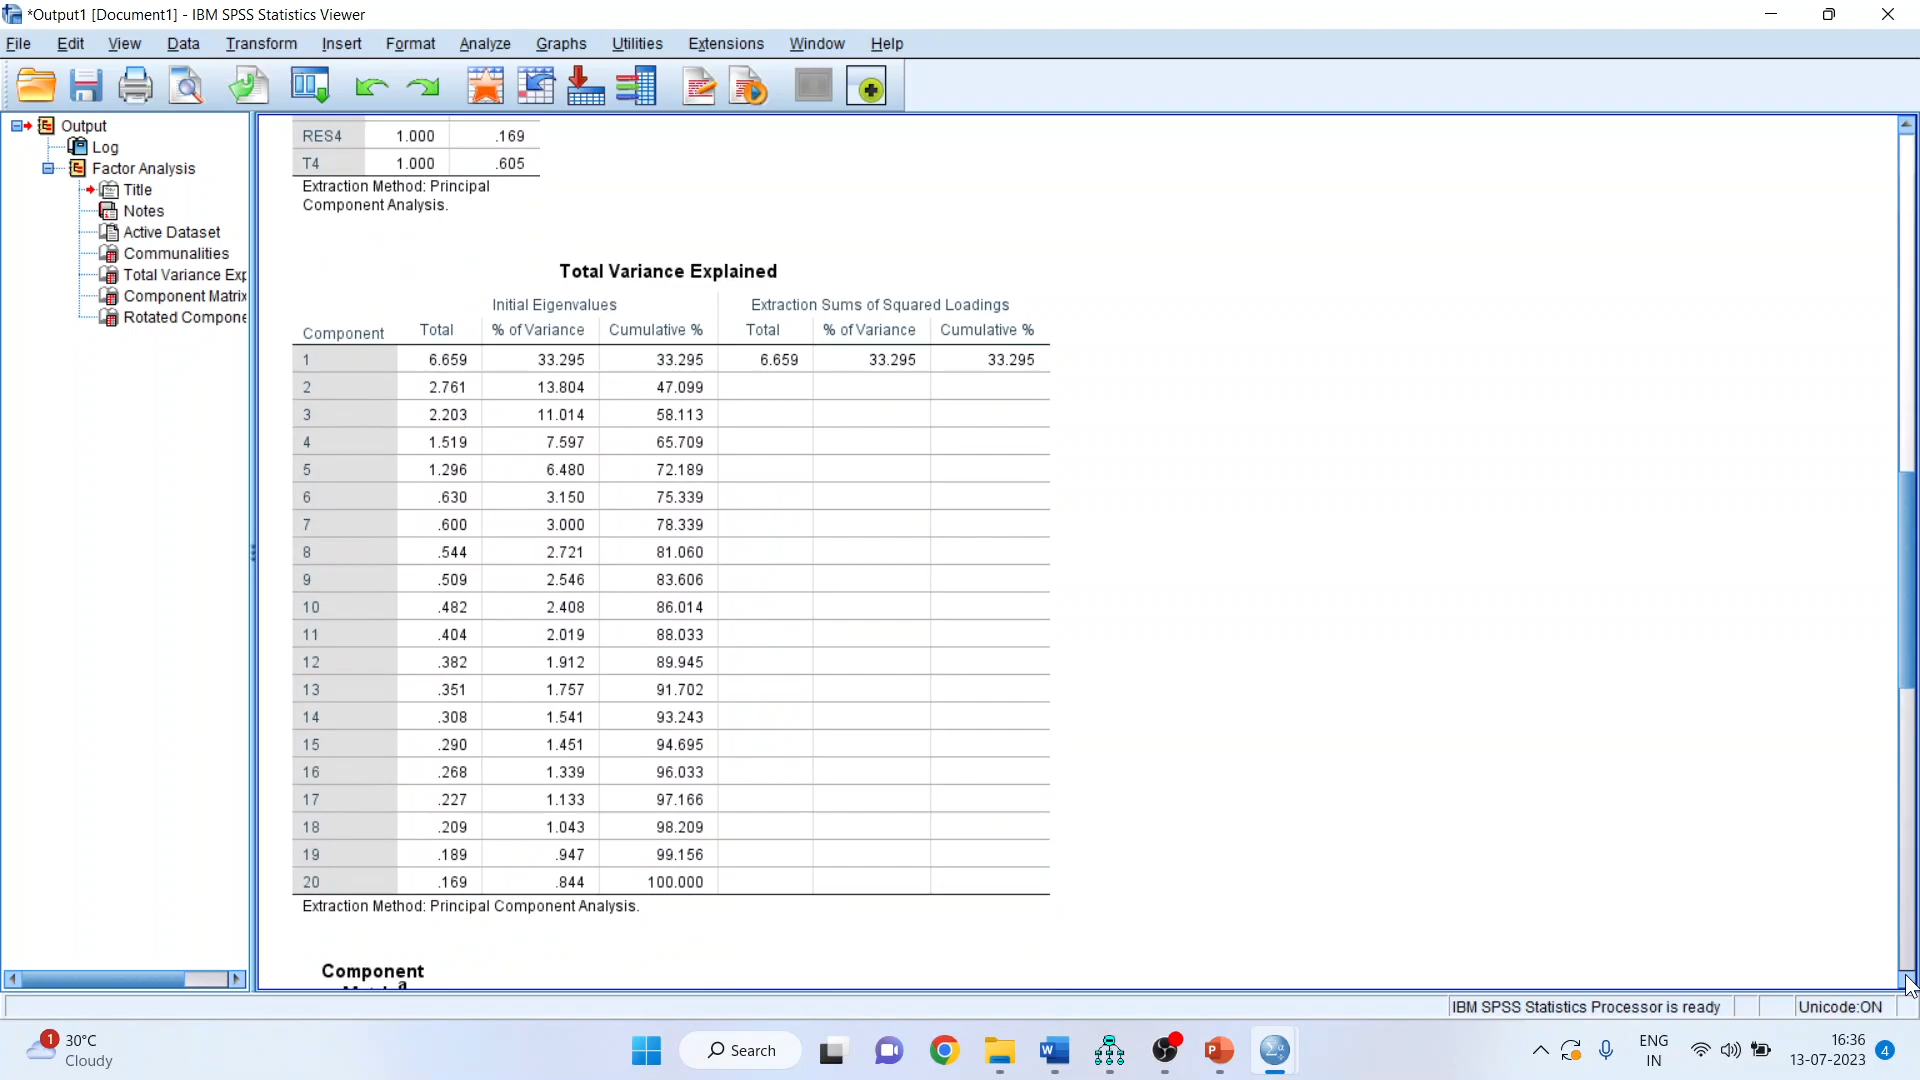 *Output1 [Document1] - IBM SPSS Statistics Viewer
File Edit View Data Transform Insert Format Analyze Graphs Utilities Extensions Window Help
Output
Log
Factor Analysis
Title
Notes
Active Dataset
Communalities
Total Variance Exp
Component Matrix
Rotated Compone
RES4 1.000 .169
T4 1.000 .605
Extraction Method: Principal
Component Analysis.
Total Variance Explained
Initial Eigenvalues Extraction Sums of Squared Loadings
Component Total % of Variance Cumulative % Total % of Variance Cumulative %
1 6.659 33.295 33.295 6.659 33.295 33.295
2 2.761 13.804 47.099
3 2.203 11.014 58.113
4 1.519 7.597 65.709
5 1.296 6.480 72.189
6 .630 3.150 75.339
7 .600 3.000 78.339
8 .544 2.721 81.060
9 .509 2.546 83.606
10 .482 2.408 86.014
11 .404 2.019 88.033
12 .382 1.912 89.945
13 .351 1.757 91.702
14 .308 1.541 93.243
15 .290 1.451 94.695
16 .268 1.339 96.033
17 .227 1.133 97.166
18 .209 1.043 98.209
19 .189 .947 99.156
20 .169 .844 100.000
Extraction Method: Principal Component Analysis.
Component
IBM SPSS Statistics Processor is ready Unicode:ON
1 30°C
Cloudy
Search
ENG
IN
16:36
13-07-2023
4